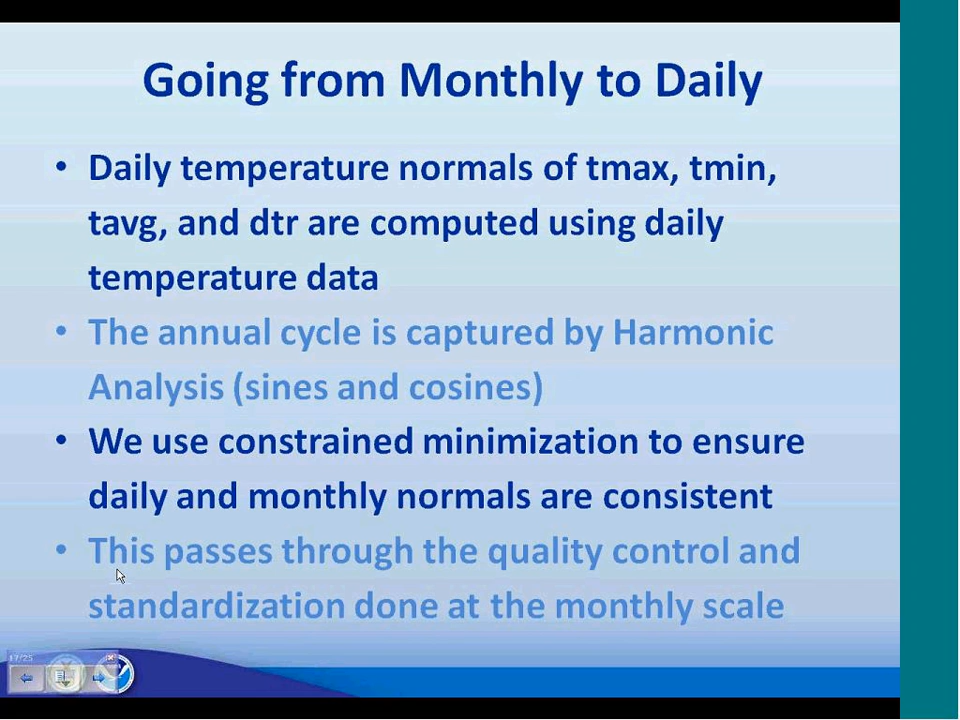 Going from Monthly to Daily
• Daily temperature normals of tmax, tmin,
tavg, and dtr are computed using daily
temperature data
• The annual cycle is captured by Harmonic
Analysis (sines and cosines)
• We use constrained minimization to ensure
daily and monthly normals are consistent
• This passes through the quality control and
standardization done at the monthly scale
17/25